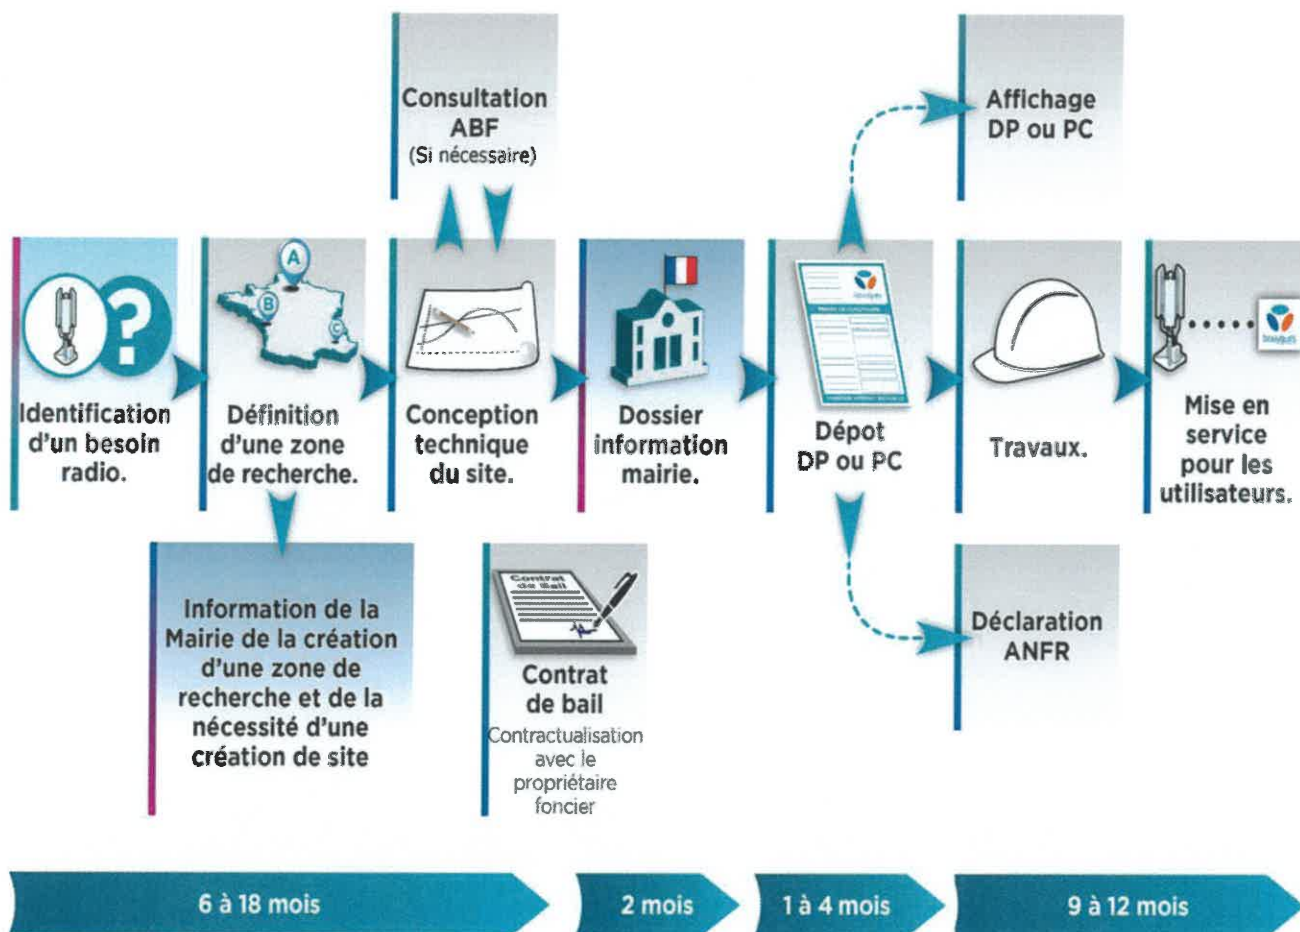 Consultation
ABF
(Si nécessaire)
Affichage
DP ou PC
A
B
C
?
Identification
d'un besoin
radio.
Définition
d'une zone
de recherche.
Conception
technique
du site.
Dossier
information
mairie.
Dépot
DP ou PC
Travaux.
bouygues
Mise en
service
pour les
utilisateurs.
Information de la
Mairie de la création
d'une zone de
recherche et de la
nécessité d'une
création de site
Contrat
de Bail
Contrat
de bail
Contractualisation
avec le
propriétaire
foncier
Déclaration
ANFR
6 à 18 mois
2 mois
1 à 4 mois
9 à 12 mois